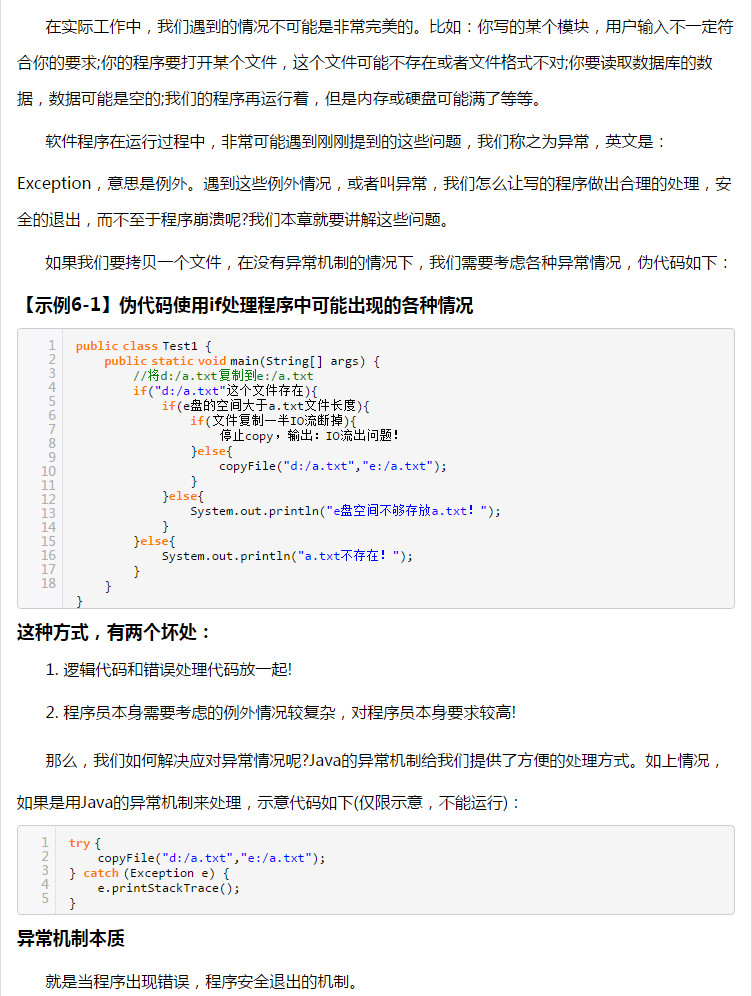 在实际工作中，我们遇到的情况不可能是非常完美的。比如：你写的某个模块，用户输入不一定符
合你的要求;你的程序要打开某个文件，这个文件可能不存在或者文件格式不对;你要读取数据库的数
据，数据可能是空的;我们的程序再运行着，但是内存或硬盘可能满了等等。
软件程序在运行过程中，非常可能遇到刚刚提到的这些问题，我们称之为异常，英文是：
Exception，意思是例外。遇到这些例外情况，或者叫异常，我们怎么让写的程序做出合理的处理，安
全的退出，而不至于程序崩溃呢?我们本章就要讲解这些问题。
如果我们要拷贝一个文件，在没有异常机制的情况下，我们需要考虑各种异常情况，伪代码如下：
【示例6-1】伪代码使用if处理程序中可能出现的各种情况
1 public class Test1 {
2 public static void main(String[] args) {
3 //将d:/a.txt复制到e:/a.txt
4 if("d:/a.txt"这个文件存在){
5 if(e盘的空间大于a.txt文件长度){
6 if(文件复制一半IO流断掉){
7 停止copy，输出：IO流出问题！
8 }else{
9 copyFile("d:/a.txt","e:/a.txt");
10 }
11 }else{
12 System.out.println("e盘空间不够存放a.txt！");
13 }
14 }else{
15 System.out.println("a.txt不存在！");
16 }
17 }
18 }
这种方式，有两个坏处：
1. 逻辑代码和错误处理代码放一起!
2. 程序员本身需要考虑的例外情况较复杂，对程序员本身要求较高!
那么，我们如何解决应对异常情况呢?Java的异常机制给我们提供了方便的处理方式。如上情况，
如果是用Java的异常机制来处理，示意代码如下(仅限示意，不能运行)：
1 try {
2 copyFile("d:/a.txt","e:/a.txt");
3 } catch (Exception e) {
4 e.printStackTrace();
5 }
异常机制本质
就是当程序出现错误，程序安全退出的机制。